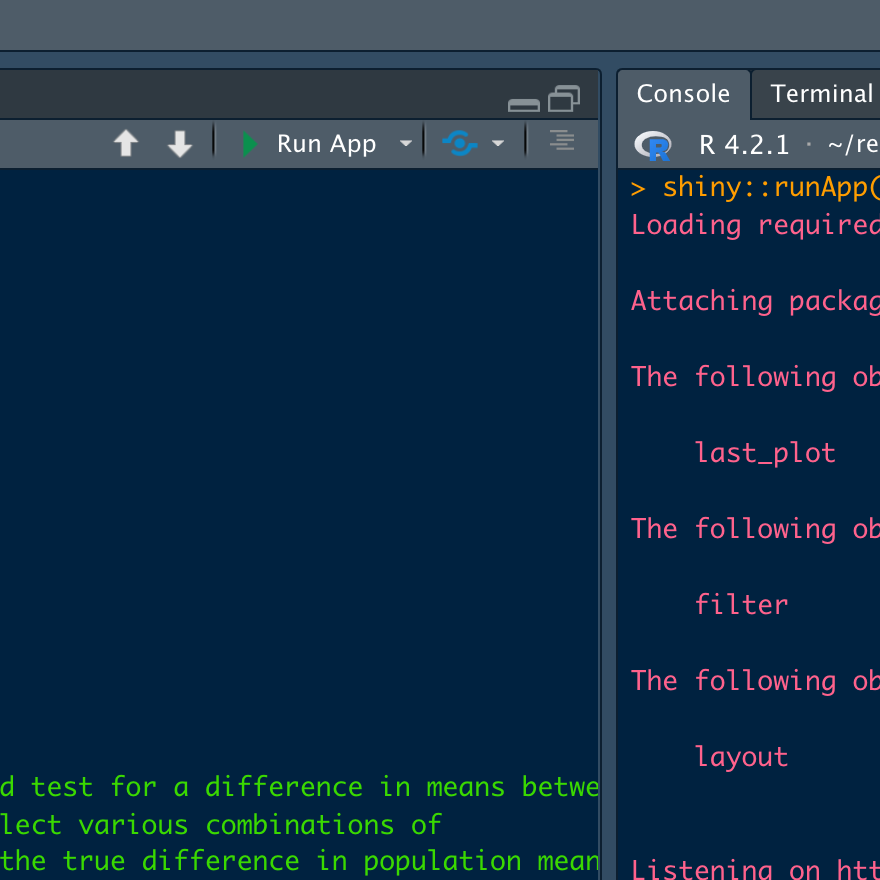 Run App
d test for a difference in means betwe
lect various combinations of
the true difference in population mean
Console Terminal
R 4.2.1 · ~/re
> shiny::runApp(
Loading required
Attaching packag
The following ob
last_plot
The following ob
filter
The following ob
layout
Listening on htt